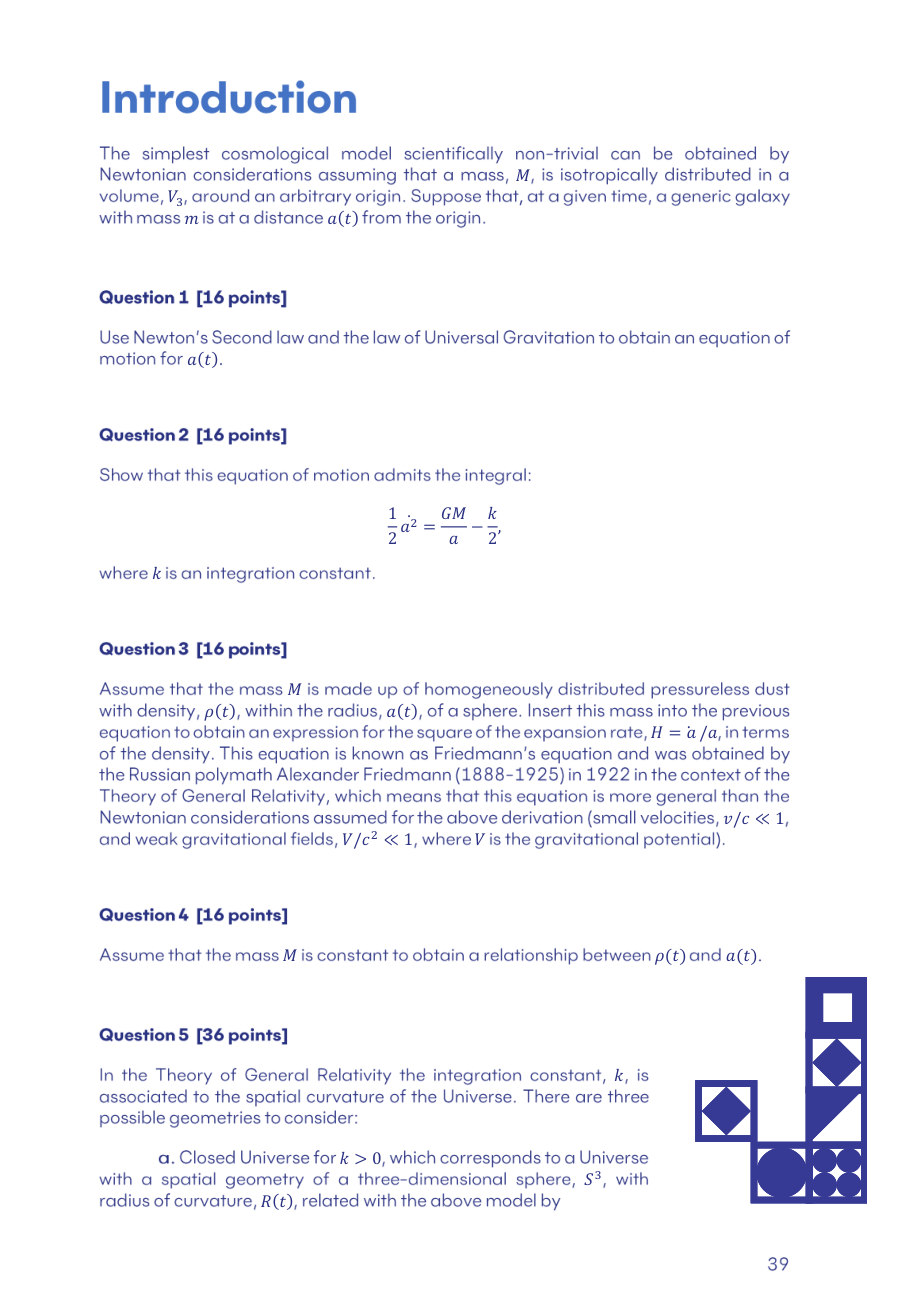 Introduction
The simplest cosmological model scientifically non-trivial can be obtained by
Newtonian considerations assuming that a mass, M, is isotropically distributed in a
volume, V₃, around an arbitrary origin. Suppose that, at a given time, a generic galaxy
with mass m is at a distance a(t) from the origin.
Question 1 [16 points]
Use Newton's Second law and the law of Universal Gravitation to obtain an equation of
motion for a(t).
Question 2 [16 points]
Show that this equation of motion admits the integral:
1/2 ȧ² = GM/a − k/2,
where k is an integration constant.
Question 3 [16 points]
Assume that the mass M is made up of homogeneously distributed pressureless dust
with density, ρ(t), within the radius, a(t), of a sphere. Insert this mass into the previous
equation to obtain an expression for the square of the expansion rate, H = ȧ/a, in terms
of the density. This equation is known as Friedmann's equation and was obtained by
the Russian polymath Alexander Friedmann (1888-1925) in 1922 in the context of the
Theory of General Relativity, which means that this equation is more general than the
Newtonian considerations assumed for the above derivation (small velocities, v/c ≪ 1,
and weak gravitational fields, V/c² ≪ 1, where V is the gravitational potential).
Question 4 [16 points]
Assume that the mass M is constant to obtain a relationship between ρ(t) and a(t).
Question 5 [36 points]
In the Theory of General Relativity the integration constant, k, is
associated to the spatial curvature of the Universe. There are three
possible geometries to consider:
a. Closed Universe for k > 0, which corresponds to a Universe
with a spatial geometry of a three-dimensional sphere, S³, with
radius of curvature, R(t), related with the above model by
39